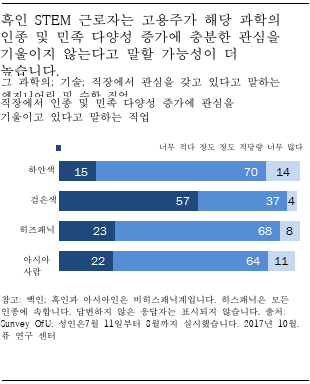 흑인 STEM 근로자는 고용주가 해당 과학의
인종 및 민족 다양성 증가에 충분한 관심을
기울이지 않는다고 말할 가능성이 더
높습니다.
그 과학의; 기술; 직장에서 관심을 갖고 있다고 말하는
엔지니어링 및 수학 직업
직장에서 인종 및 민족 다양성 증가에 관심을
기울이고 있다고 말하는 직업
너무 적다 정도 정도 적당량 너무 많다
하얀색 15 70 14
검은색 57 37 4
히즈패닉 23 68 8
아시아 22 64 11
사람
참고: 백인; 흑인과 아시아인은 비히스패닉계입니다. 히스패닉은 모든
인종에 속합니다. 답변하지 않은 응답자는 표시되지 않습니다. 출처:
Survey OfU; 성인은7월 11일부터 8월까지 실시했습니다. 2017년 10월.
퓨 연구 센터